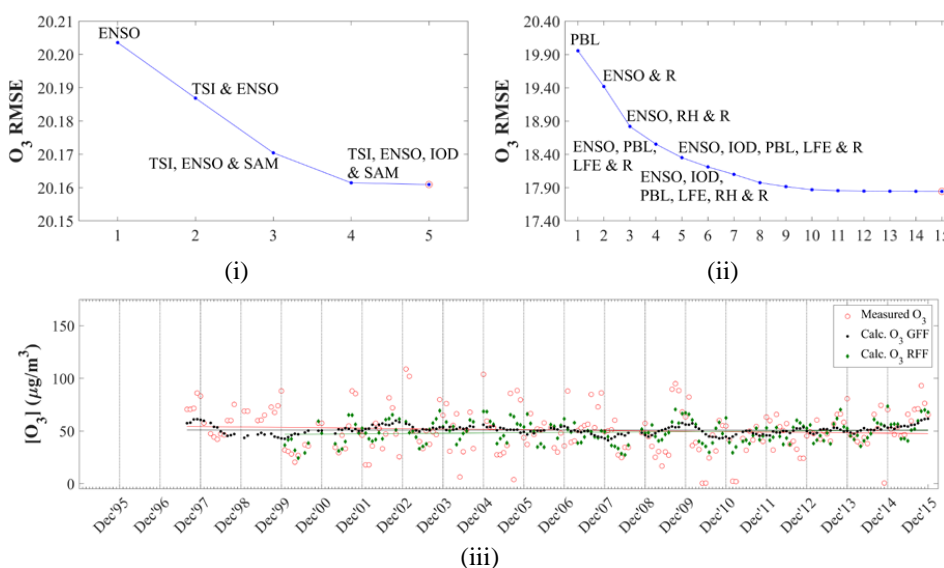 20.21
20.20
20.19
20.18
20.17
20.16
20.15
O3 RMSE
ENSO
TSI & ENSO
TSI, ENSO & SAM
TSI, ENSO, IOD
& SAM
1 2 3 4 5
(i)
20.40
19.90
19.40
18.90
18.40
17.90
17.40
O3 RMSE
PBL
ENSO & R
ENSO, RH & R
ENSO, PBL,
LFE & R
ENSO, IOD, PBL, LFE & R
ENSO, IOD,
PBL, LFE, RH & R
1 2 3 4 5 6 7 8 9 10 11 12 13 14 15
(ii)
150
100
50
0
[O3] (μg/m3)
Measured O3
Calc. O3 GFF
Calc. O3 RFF
Dec'95 Dec'96 Dec'97 Dec'98 Dec'99 Dec'00 Dec'01 Dec'02 Dec'03 Dec'04 Dec'05 Dec'06 Dec'07 Dec'08 Dec'09 Dec'10 Dec'11 Dec'12 Dec'13 Dec'14 Dec'15
(iii)